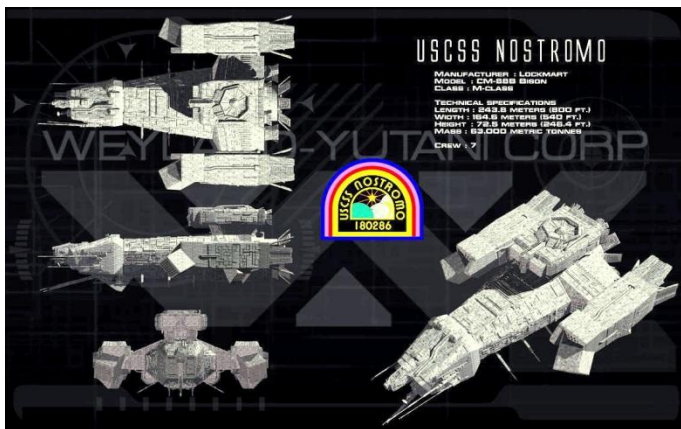 USCSS NOSTROMO
MANUFACTURER : LOCKMART
MODEL : CM-88B BISON
CLASS : M-CLASS
TECHNICAL SPECIFICATIONS
LENGTH : 243.8 METERS (800 FT.)
WIDTH : 164.6 METERS (540 FT.)
HEIGHT : 72.5 METERS (246.4 FT.)
MASS : 63.000 METRIC TONNES
CREW : 7
WEYLAND-YUTANI CORP
USCSS NOSTROMO
180286